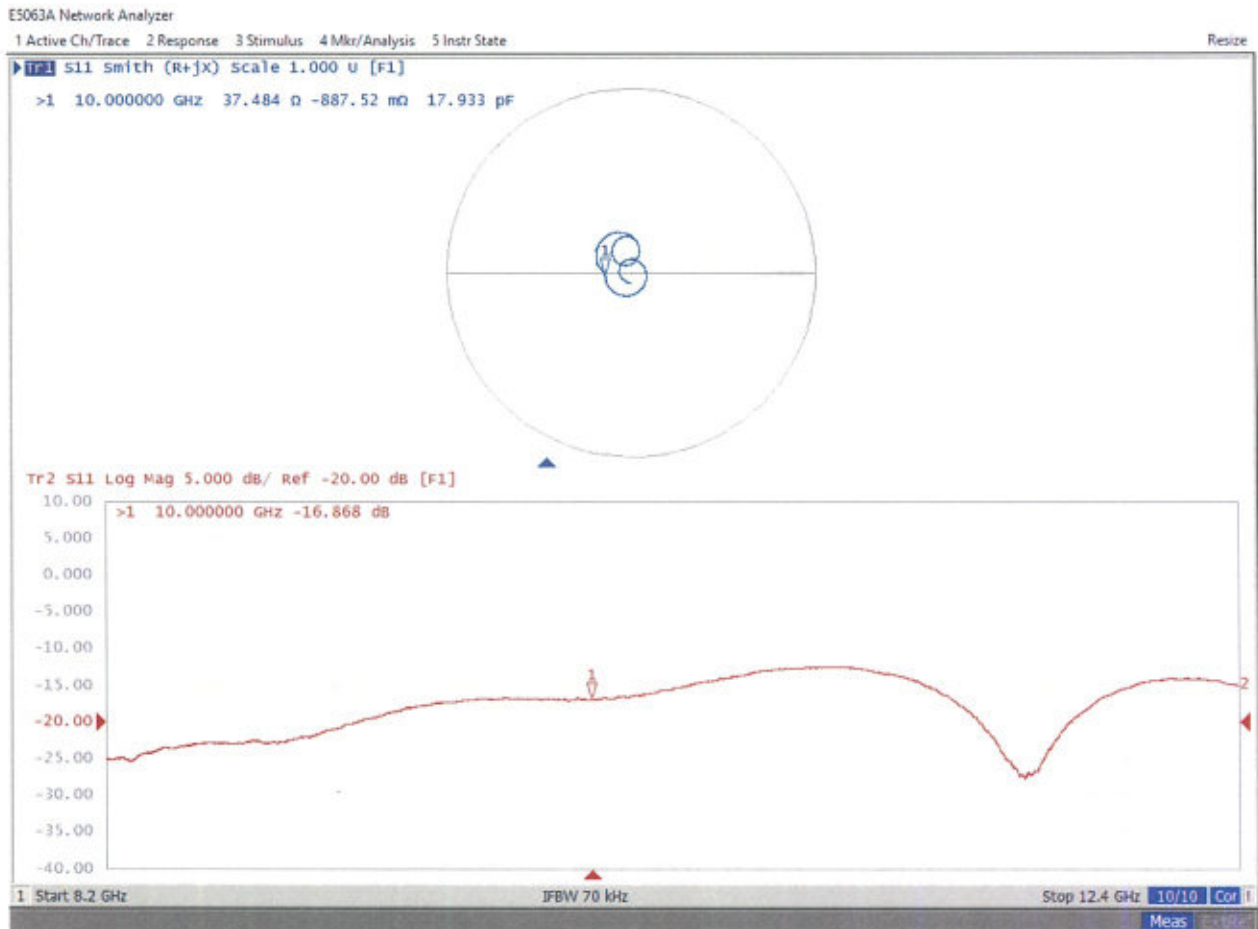 E5063A Network Analyzer
1 Active Ch/Trace 2 Response 3 Stimulus 4 Mkr/Analysis 5 Instr State Resize
Tr1 S11 Smith (R+jX) Scale 1.000 U [F1]
>1 10.000000 GHz 37.484 Ω -887.52 mΩ 17.933 pF
1
Tr2 S11 Log Mag 5.000 dB/ Ref -20.00 dB [F1]
10.00
>1 10.000000 GHz -16.868 dB
5.000
0.000
-5.000
-10.00
1
-15.00
2
-20.00
-25.00
-30.00
-35.00
-40.00
1 Start 8.2 GHz IFBW 70 kHz Stop 12.4 GHz 10/10 Cor !
Meas